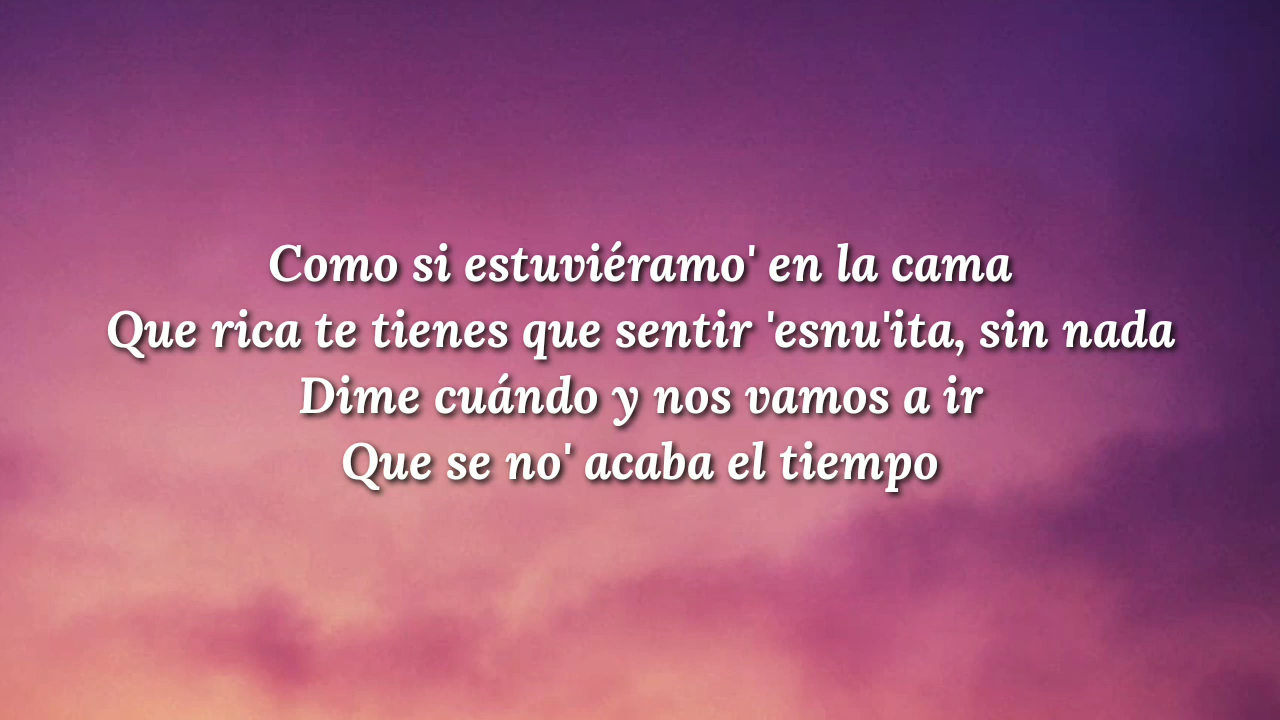 Como si estuviéramo' en la cama
Que rica te tienes que sentir 'esnu'ita, sin nada
Dime cuándo y nos vamos a ir
Que se no' acaba el tiempo